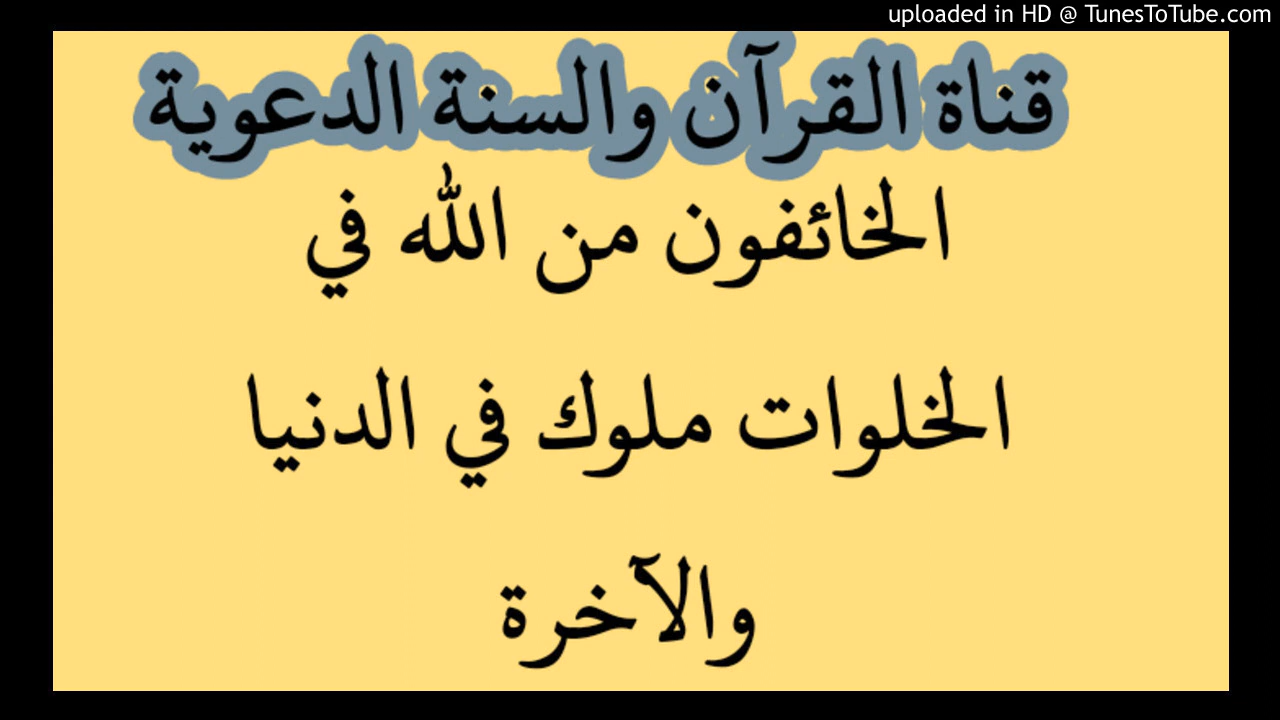 uploaded in HD @ TunesToTube.com
قناة القرآن والسنة الدعوية
الخائفون من الله في
الخلوات ملوك في الدنيا
والآخرة